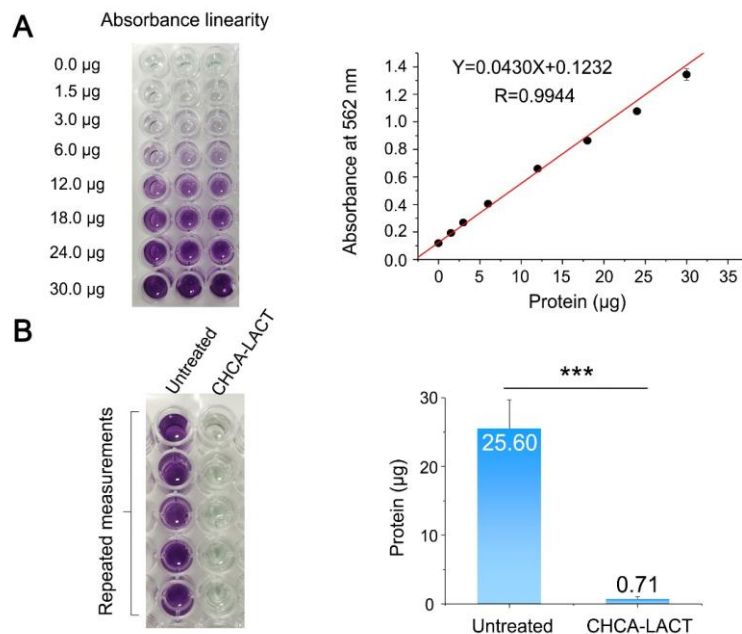 A
Absorbance linearity
0.0 µg
1.5 µg
3.0 µg
6.0 µg
12.0 µg
18.0 µg
24.0 µg
30.0 µg
Y=0.0430X+0.1232
R=0.9944
Absorbance at 562 nm
1.4
1.2
1.0
0.8
0.6
0.4
0.2
0.0
0 5 10 15 20 25 30 35
Protein (µg)
B
Untreated
CHCA-LACT
Repeated measurements
***
Protein (µg)
30
20
10
0
25.60
0.71
Untreated CHCA-LACT